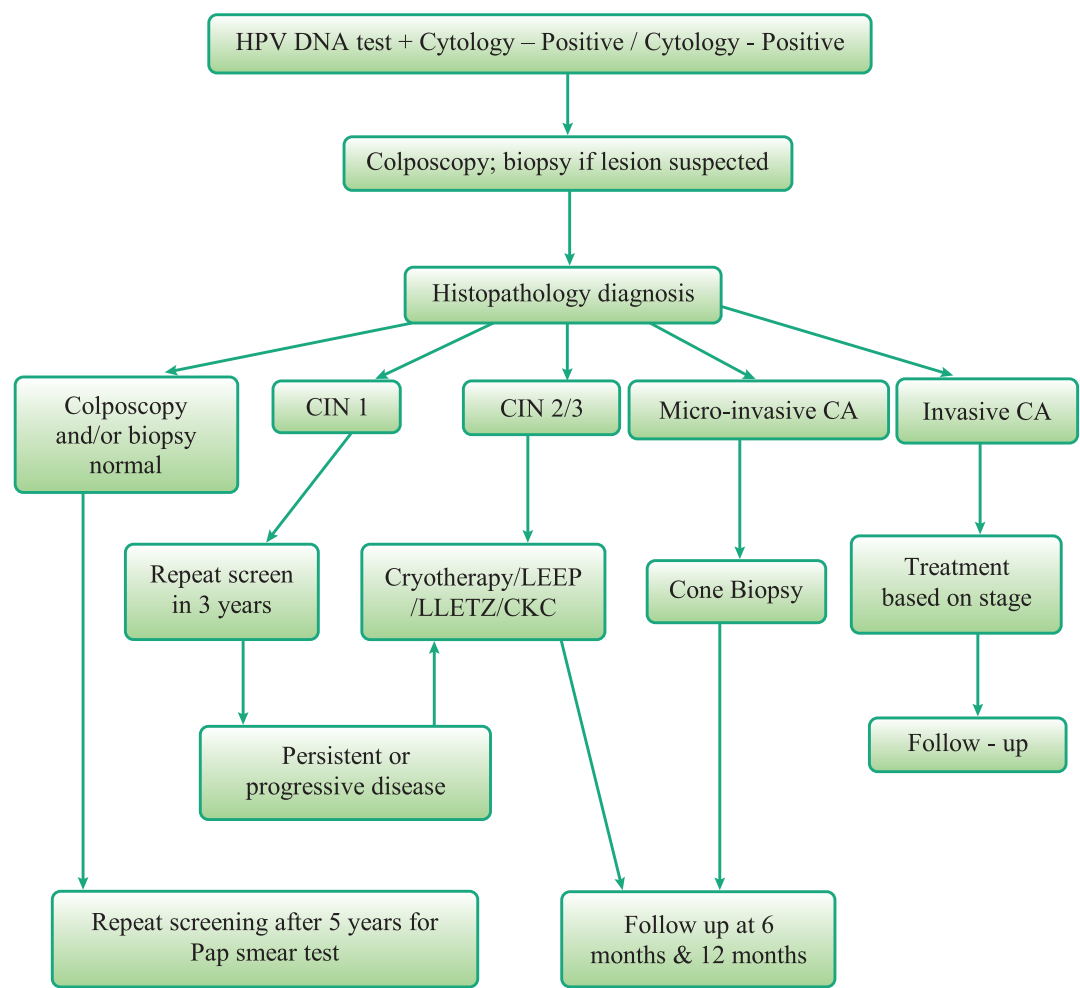 HPV DNA test + Cytology – Positive / Cytology - Positive
Colposcopy; biopsy if lesion suspected
Histopathology diagnosis
Colposcopy
and/or biopsy
normal
CIN 1
CIN 2/3
Micro-invasive CA
Invasive CA
Repeat screen
in 3 years
Cryotherapy/LEEP
/LLETZ/CKC
Cone Biopsy
Treatment
based on stage
Persistent or
progressive disease
Follow - up
Repeat screening after 5 years for
Pap smear test
Follow up at 6
months & 12 months